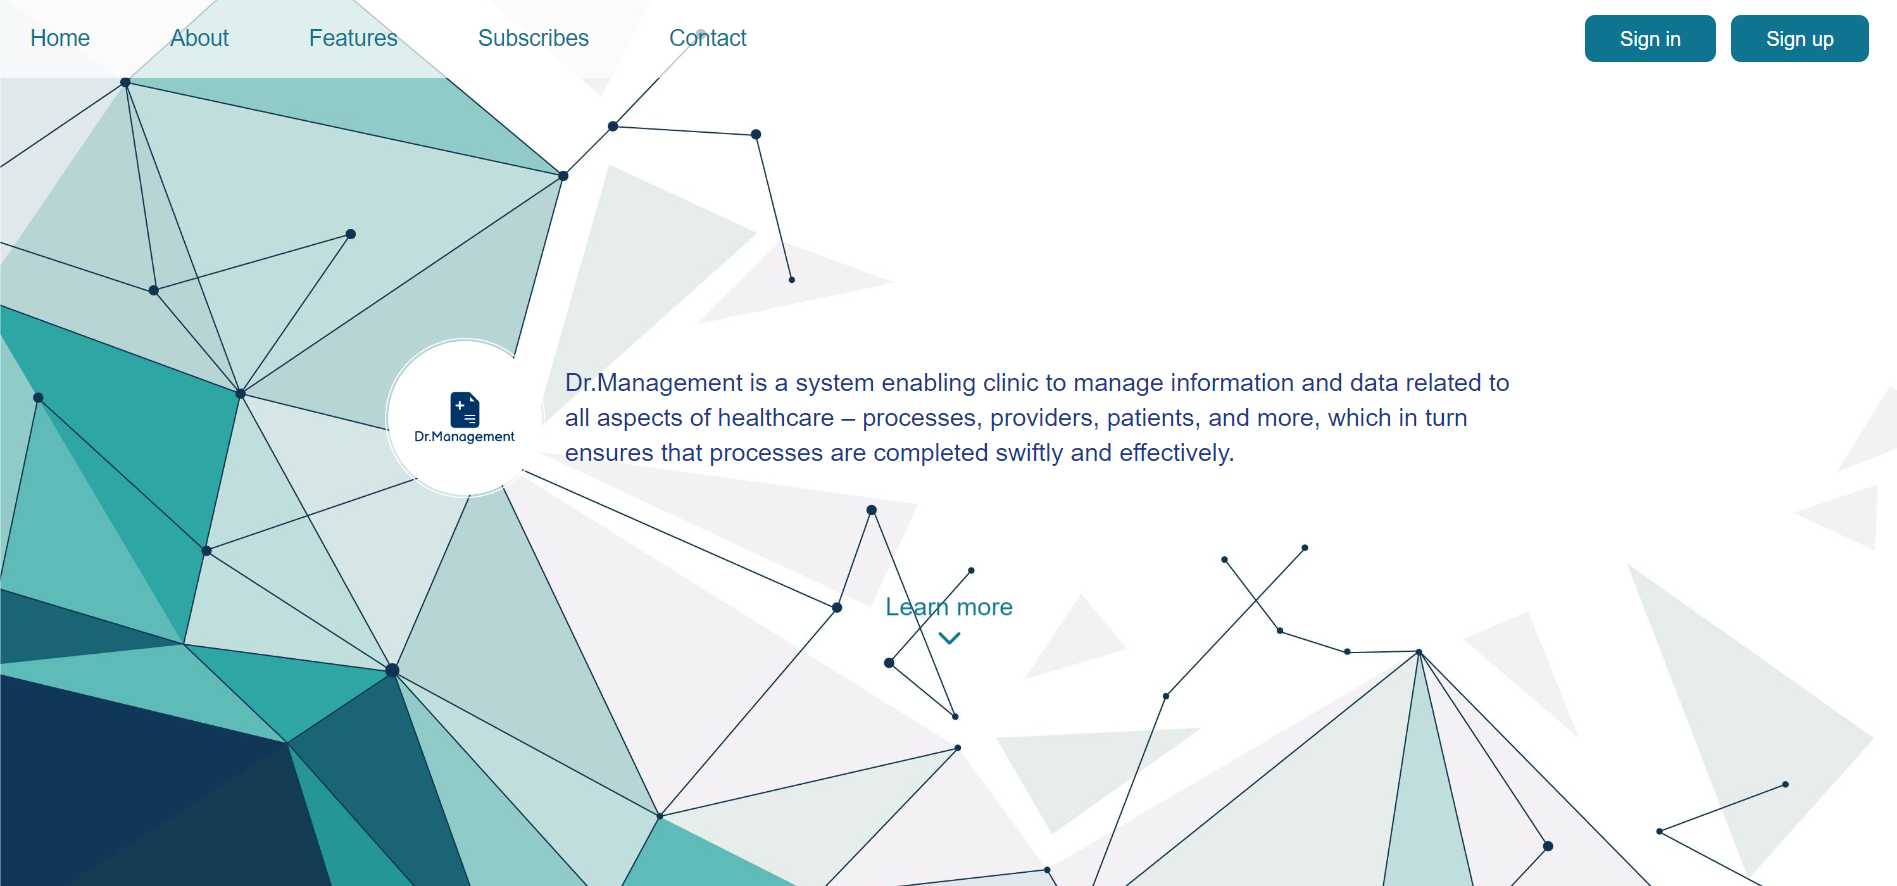 Home About Features Subscribes Contact Sign in Sign up
Dr.Management is a system enabling clinic to manage information and data related to
all aspects of healthcare – processes, providers, patients, and more, which in turn
ensures that processes are completed swiftly and effectively.
Dr.Management
Learn more